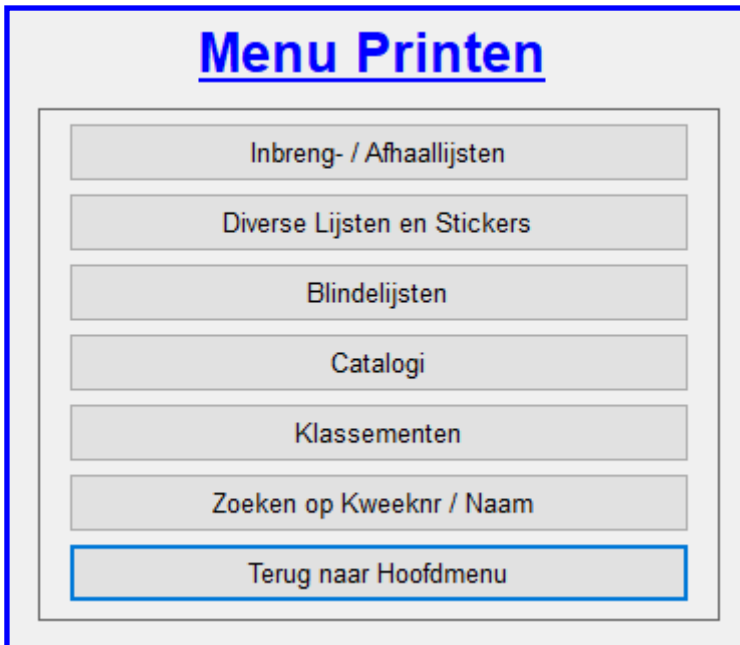 Menu Printen
Inbreng- / Afhaallijsten
Diverse Lijsten en Stickers
Blindelijsten
Catalogi
Klassementen
Zoeken op Kweeknr / Naam
Terug naar Hoofdmenu